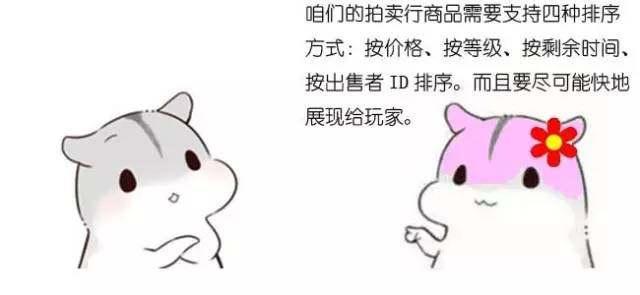 咱们的拍卖行商品需要支持四种排序
方式：按价格、按等级、按剩余时间、
按出售者 ID 排序。而且要尽可能快地
展现给玩家。